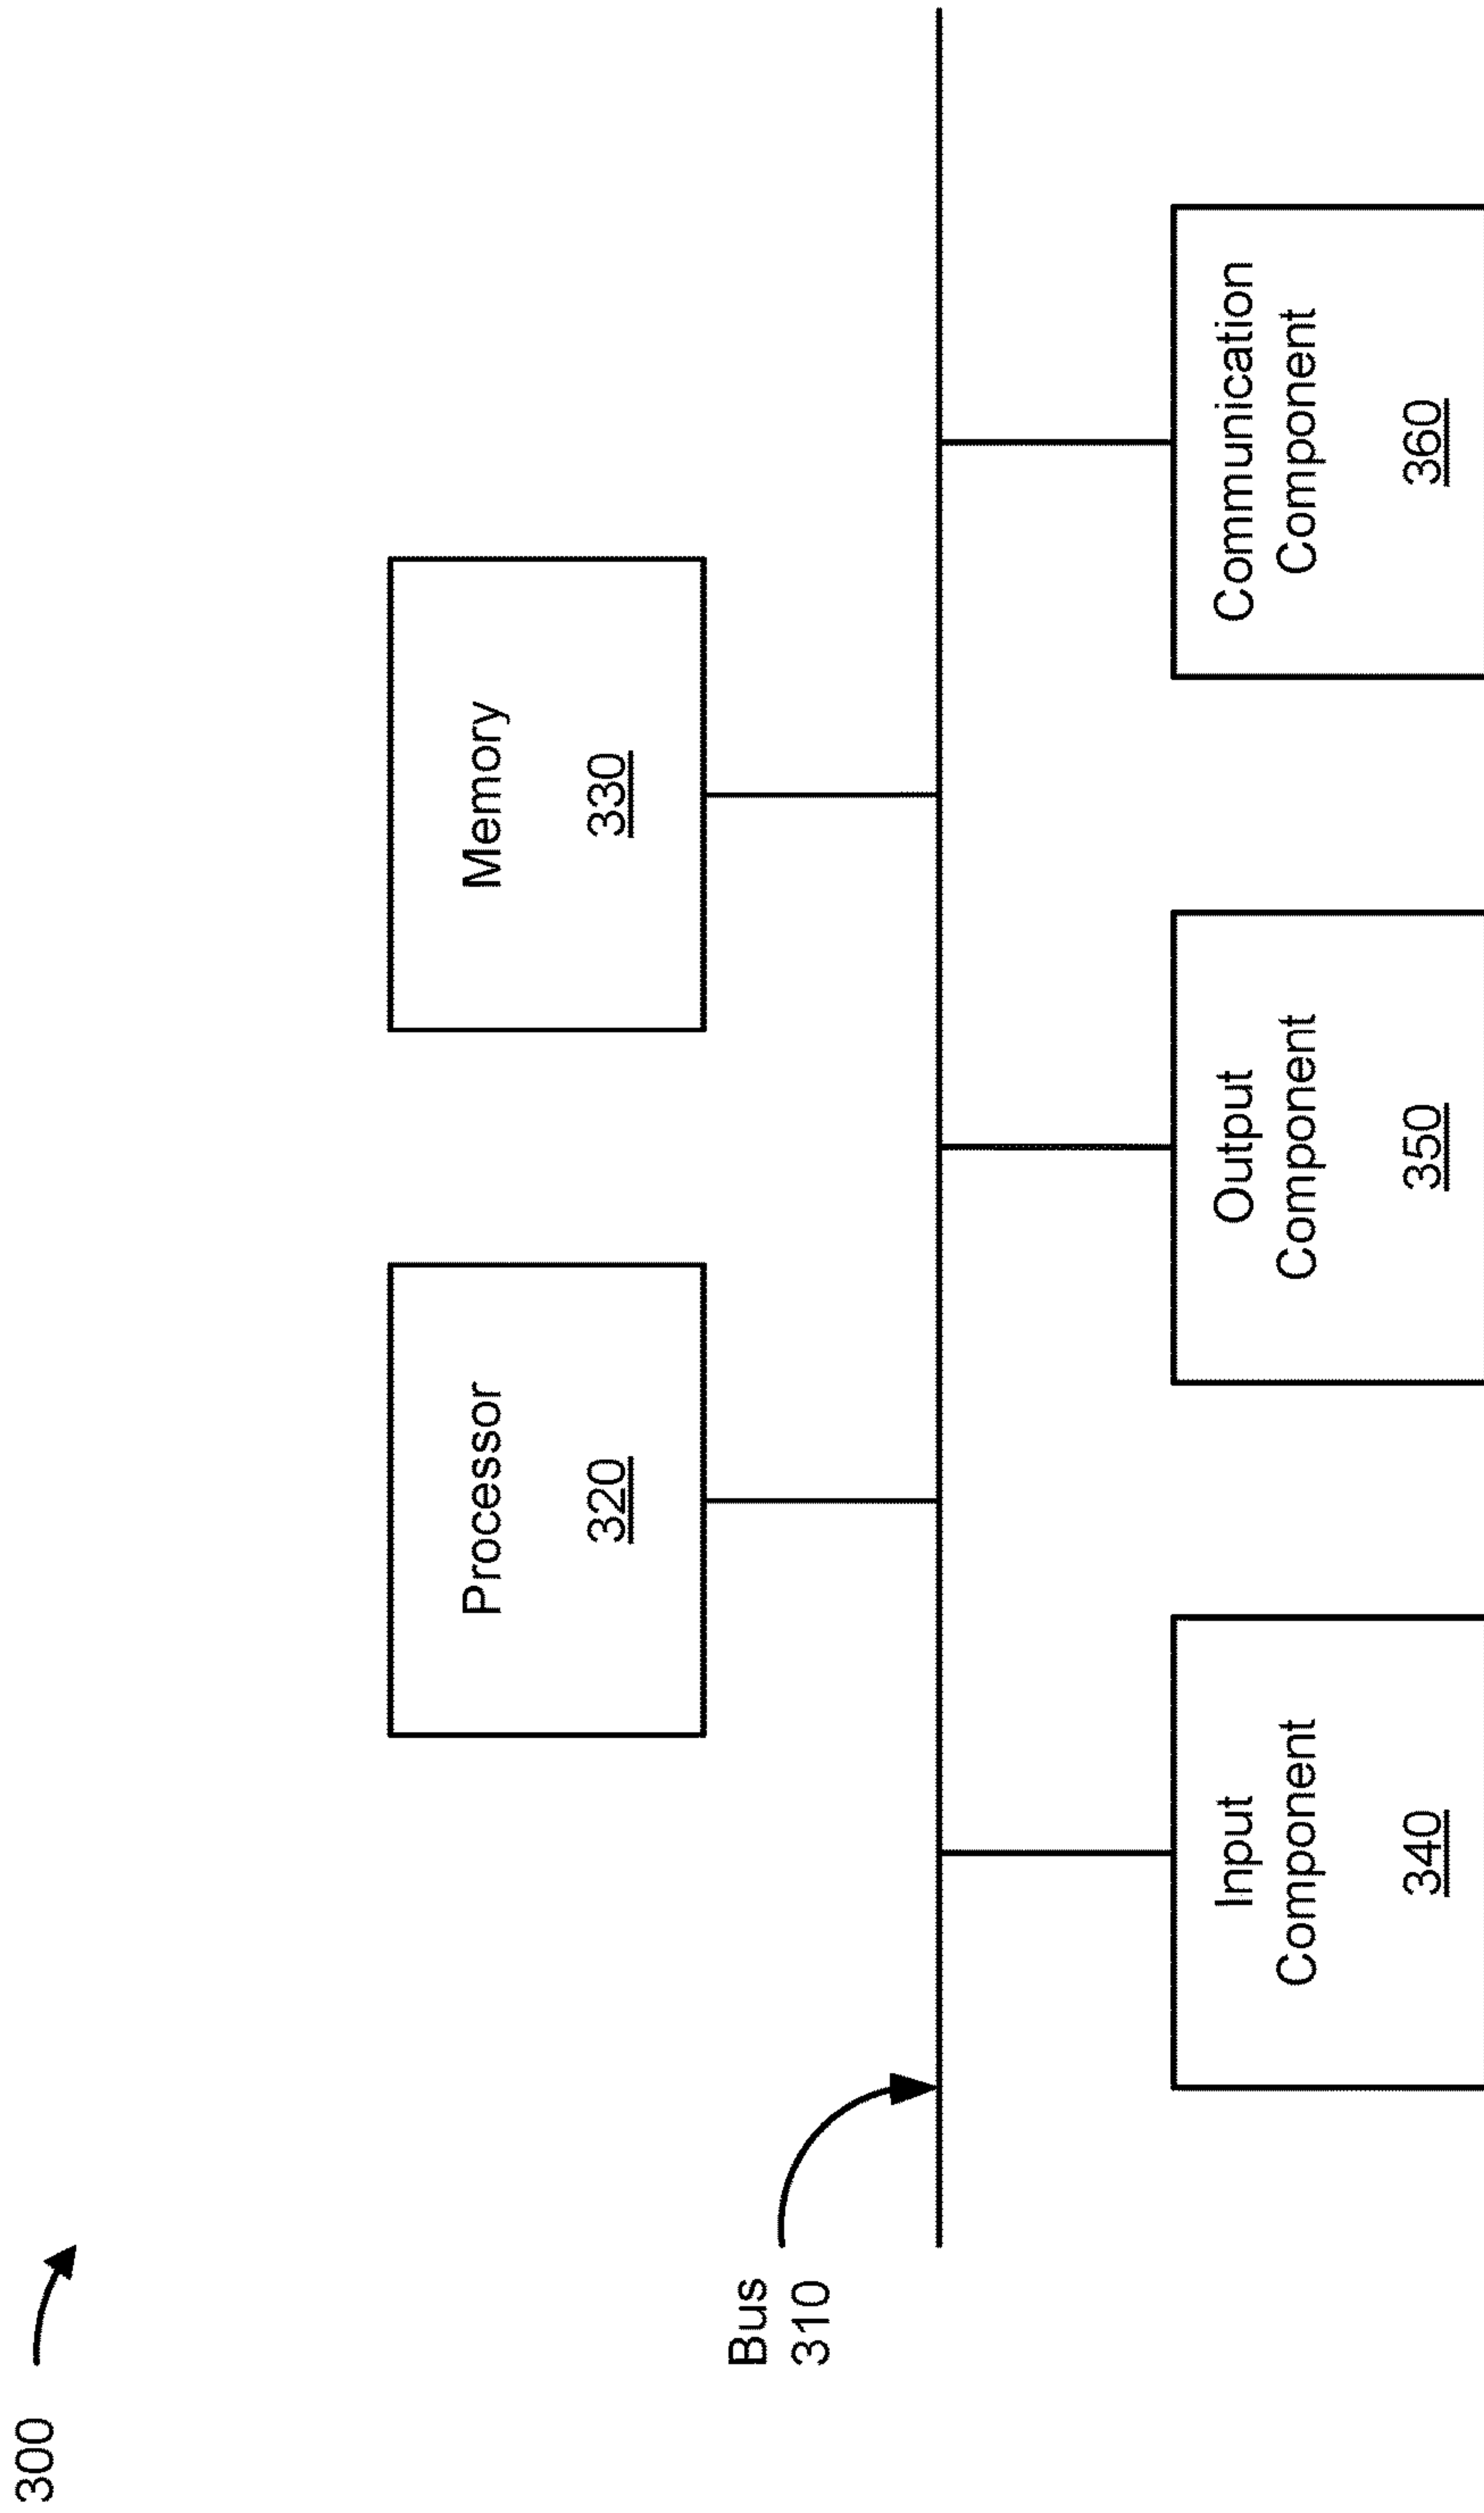 300
Processor
320
Memory
330
Bus
310
Input
Component
340
Output
Component
350
Communication
Component
360